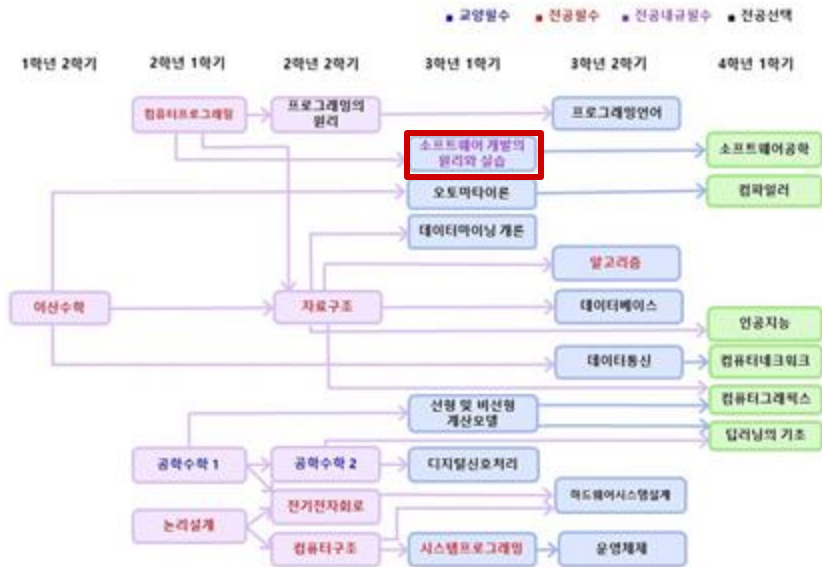 ■ 교양필수 ■ 전공필수 ■ 전공내규필수 ■ 전공선택
1학년 2학기 2학년 1학기 2학년 2학기 3학년 1학기 3학년 2학기 4학년 1학기
컴퓨터프로그래밍
프로그래밍의
원리
프로그래밍언어
소프트웨어 개발의
원리와 실습
소프트웨어공학
오토마타이론
컴파일러
데이터마이닝 개론
알고리즘
이산수학
자료구조
데이터베이스
인공지능
데이터통신
컴퓨터네크워크
컴퓨터그래픽스
선형 및 비선형
계산모델
딥러닝의 기초
공학수학 1
공학수학 2
디지털신호처리
하드웨어시스템설계
전기전자회로
논리설계
컴퓨터구조
시스템프로그래밍
운영체제